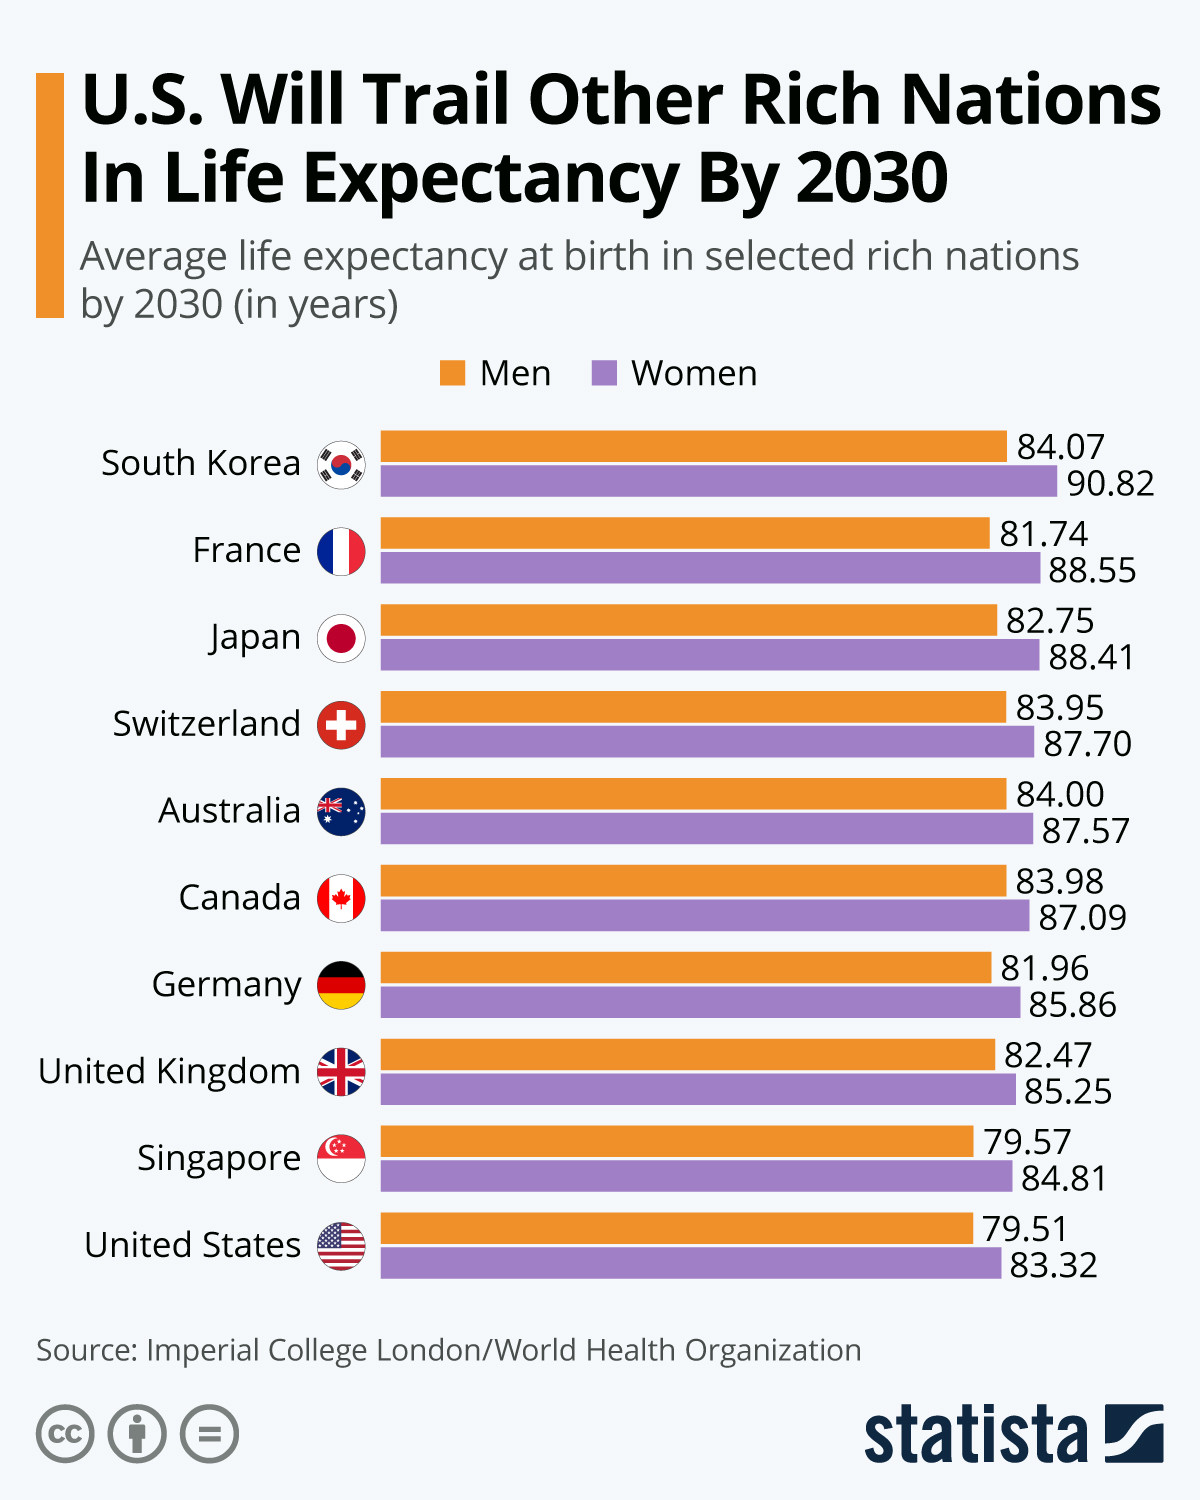 U.S. Will Trail Other Rich Nations
In Life Expectancy By 2030
Average life expectancy at birth in selected rich nations
by 2030 (in years)
Men Women
South Korea 84.07
90.82
France 81.74
88.55
Japan 82.75
88.41
Switzerland 83.95
87.70
Australia 84.00
87.57
Canada 83.98
87.09
Germany 81.96
85.86
United Kingdom 82.47
85.25
Singapore 79.57
84.81
United States 79.51
83.32
Source: Imperial College London/World Health Organization
cc =
statista